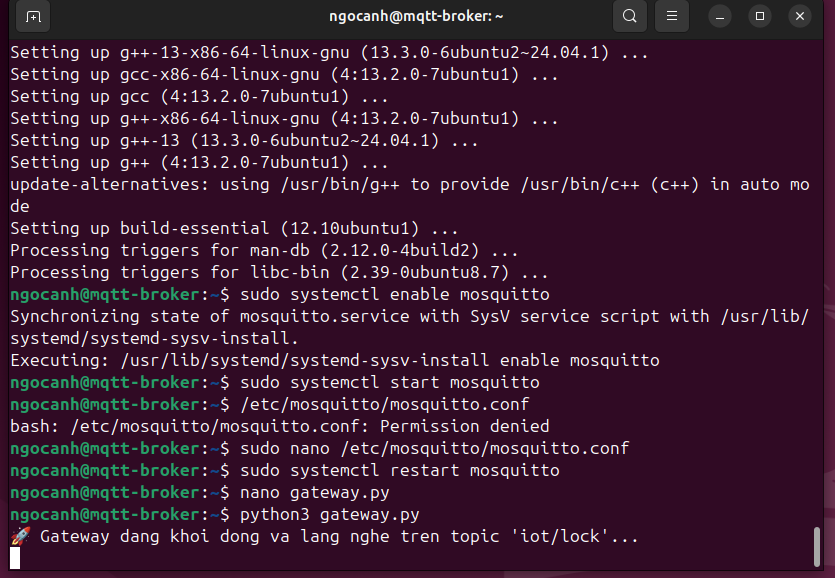 ngocanh@mqtt-broker: ~
Setting up g++-13-x86-64-linux-gnu (13.3.0-6ubuntu2~24.04.1) ...
Setting up gcc-x86-64-linux-gnu (4:13.2.0-7ubuntu1) ...
Setting up gcc (4:13.2.0-7ubuntu1) ...
Setting up g++-x86-64-linux-gnu (4:13.2.0-7ubuntu1) ...
Setting up g++-13 (13.3.0-6ubuntu2~24.04.1) ...
Setting up g++ (4:13.2.0-7ubuntu1) ...
update-alternatives: using /usr/bin/g++ to provide /usr/bin/c++ (c++) in auto mo
de
Setting up build-essential (12.10ubuntu1) ...
Processing triggers for man-db (2.12.0-4build2) ...
Processing triggers for libc-bin (2.39-0ubuntu8.7) ...
ngocanh@mqtt-broker:~$ sudo systemctl enable mosquitto
Synchronizing state of mosquitto.service with SysV service script with /usr/lib/
systemd/systemd-sysv-install.
Executing: /usr/lib/systemd/systemd-sysv-install enable mosquitto
ngocanh@mqtt-broker:~$ sudo systemctl start mosquitto
ngocanh@mqtt-broker:~$ /etc/mosquitto/mosquitto.conf
bash: /etc/mosquitto/mosquitto.conf: Permission denied
ngocanh@mqtt-broker:~$ sudo nano /etc/mosquitto/mosquitto.conf
ngocanh@mqtt-broker:~$ sudo systemctl restart mosquitto
ngocanh@mqtt-broker:~$ nano gateway.py
ngocanh@mqtt-broker:~$ python3 gateway.py
🚀 Gateway dang khoi dong va lang nghe tren topic 'iot/lock'...